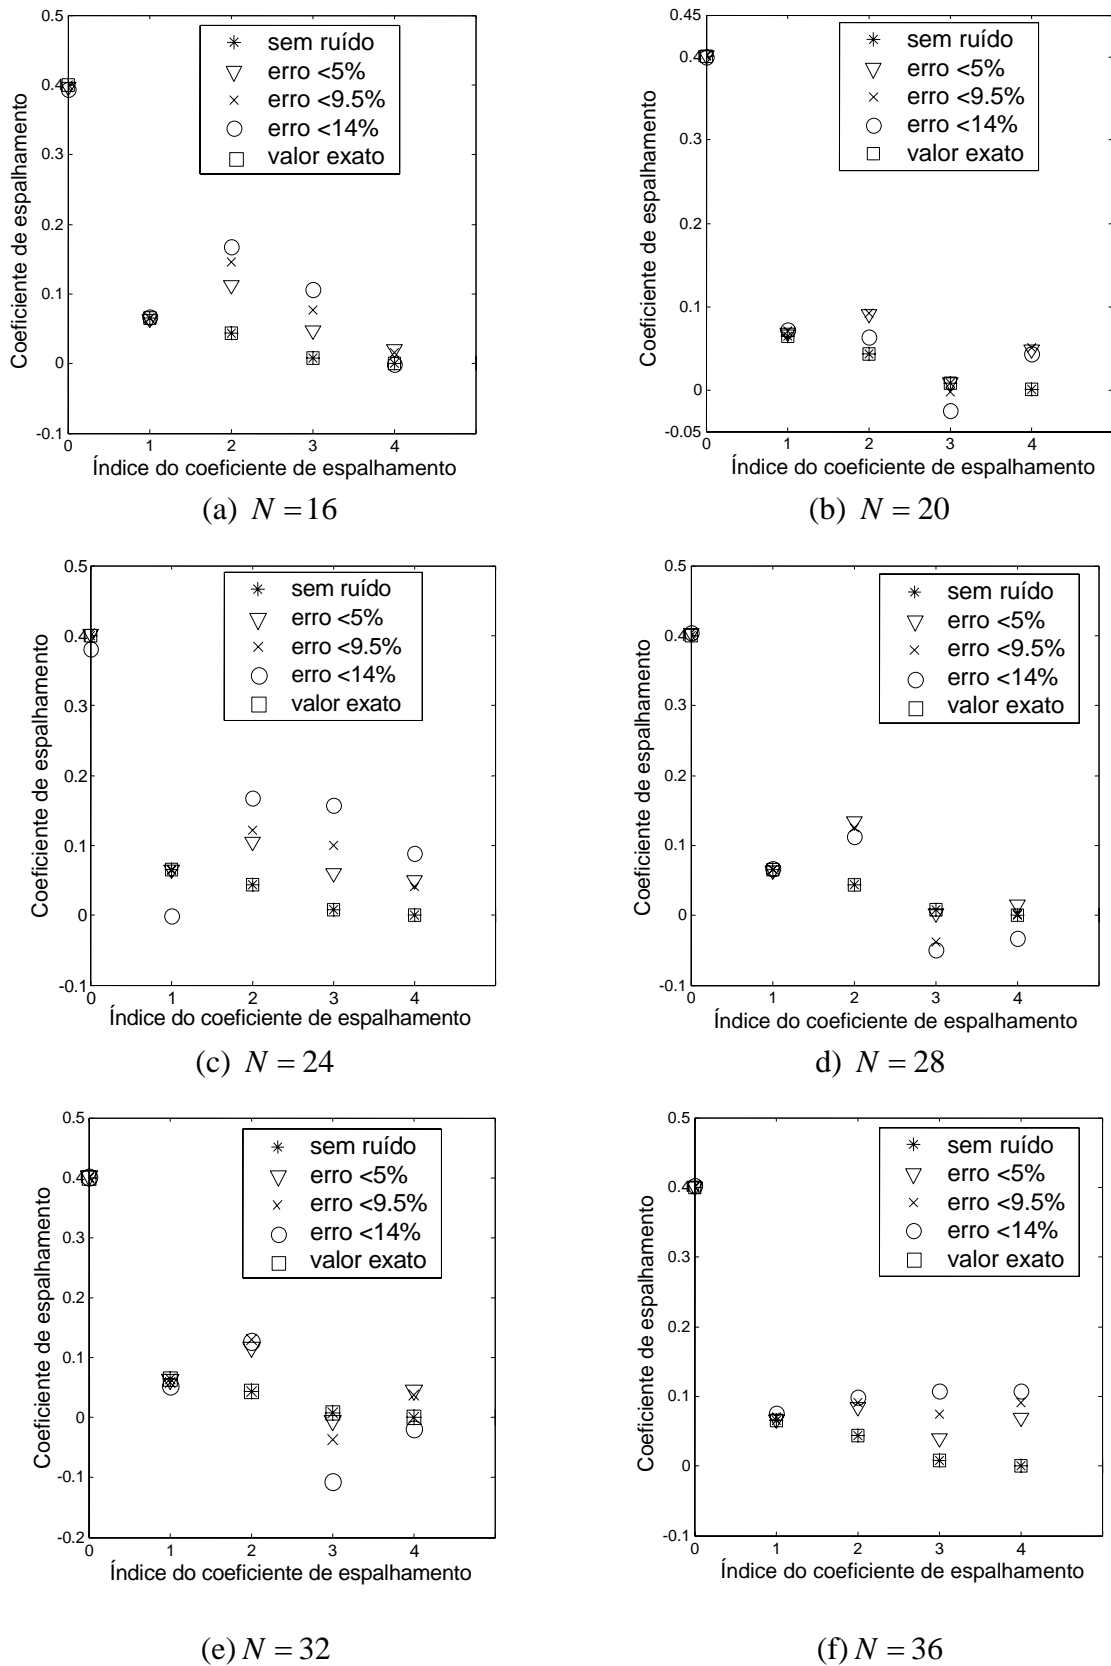 0.5
0.4
0.3
0.2
0.1
0
-0.1
Coeficiente de espalhamento
sem ruído
erro <5%
erro <9.5%
erro <14%
valor exato
0 1 2 3 4
Índice do coeficiente de espalhamento
(a) N = 16
0.45
0.4
0.3
0.2
0.1
0
-0.05
Coeficiente de espalhamento
sem ruído
erro <5%
erro <9.5%
erro <14%
valor exato
0 1 2 3 4
Índice do coeficiente de espalhamento
(b) N = 20
0.5
0.4
0.3
0.2
0.1
0
-0.1
Coeficiente de espalhamento
sem ruído
erro <5%
erro <9.5%
erro <14%
valor exato
0 1 2 3 4
Índice do coeficiente de espalhamento
(c) N = 24
0.5
0.4
0.3
0.2
0.1
0
-0.1
Coeficiente de espalhamento
sem ruído
erro <5%
erro <9.5%
erro <14%
valor exato
0 1 2 3 4
Índice do coeficiente de espalhamento
d) N = 28
0.5
0.4
0.3
0.2
0.1
0
-0.1
-0.2
Coeficiente de espalhamento
sem ruído
erro <5%
erro <9.5%
erro <14%
valor exato
0 1 2 3 4
Índice do coeficiente de espalhamento
(e) N = 32
0.5
0.4
0.3
0.2
0.1
0
-0.1
Coeficiente de espalhamento
sem ruído
erro <5%
erro <9.5%
erro <14%
valor exato
0 1 2 3 4
Índice do coeficiente de espalhamento
(f) N = 36